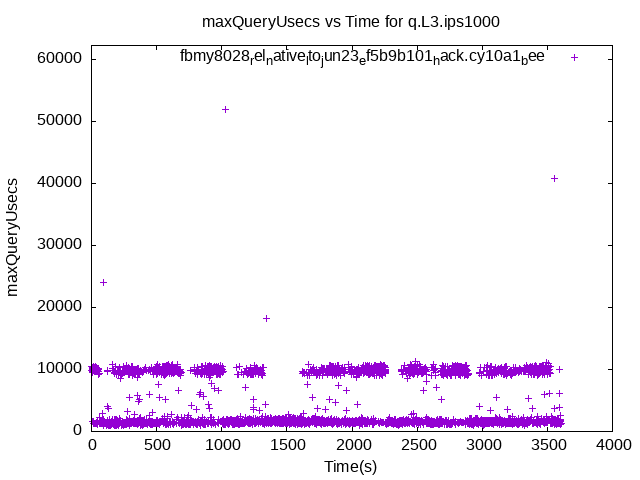 maxQueryUsecs vs Time for q.L3.ips1000
fbmy8028relnativeltojun23ef5b9b101hack.cy10a1bee
60000
50000
40000
30000
20000
10000
0
maxQueryUsecs
0 500 1000 1500 2000 2500 3000 3500 4000
Time(s)